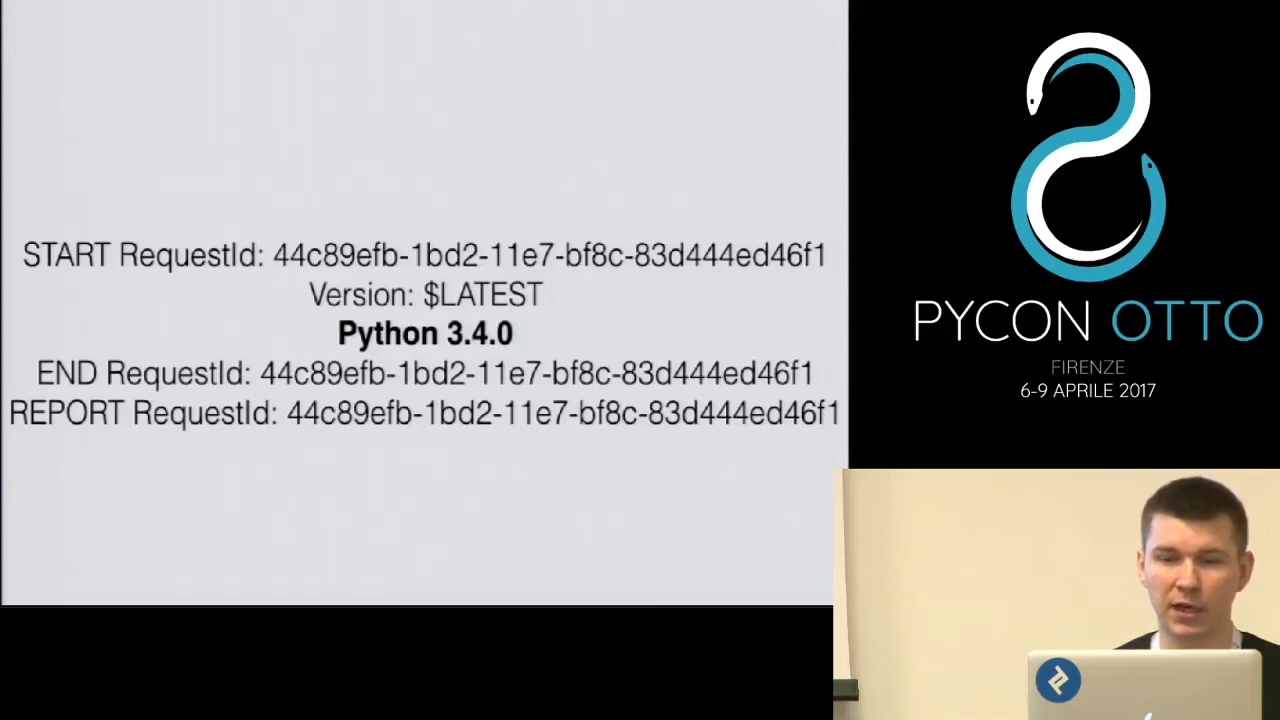 START RequestId: 44c89efb-1bd2-11e7-bf8c-83d444ed46f1
Version: $LATEST
Python 3.4.0
END RequestId: 44c89efb-1bd2-11e7-bf8c-83d444ed46f1
REPORT RequestId: 44c89efb-1bd2-11e7-bf8c-83d444ed46f1
PYCON OTTO
FIRENZE
6-9 APRILE 2017